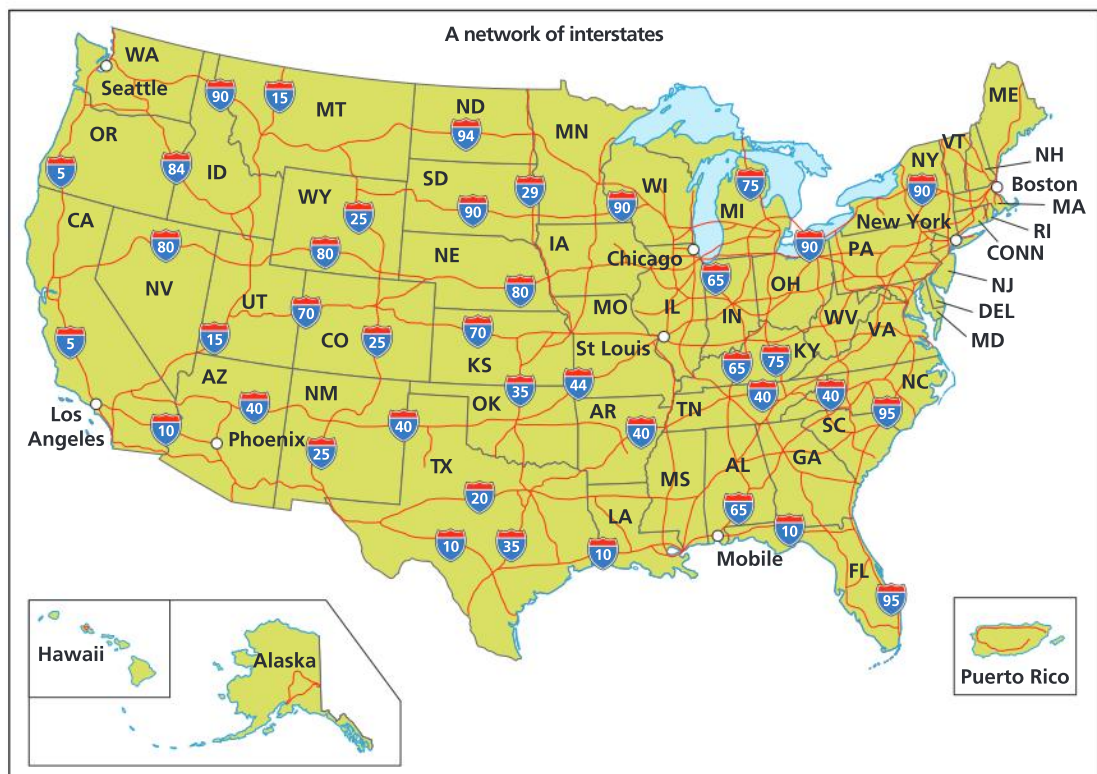 A network of interstates
WA
Seattle
90
15
MT
ND
94
MN
ME
VT
NH
OR
5
84
ID
SD
29
WI
75
NY
90
Boston
MA
WY
25
90
90
MI
New York
RI
CA
80
80
NE
IA
Chicago
90
PA
CONN
NV
UT
70
80
65
OH
NJ
DEL
MD
5
15
CO
25
70
KS
MO
IL
St Louis
IN
WV
VA
65
75
KY
AZ
40
NM
40
OK
35
44
AR
40
TN
40
40
NC
95
SC
Los
Angeles
10
Phoenix
25
TX
20
MS
AL
GA
65
10
35
LA
10
Mobile
10
FL
95
Hawaii
Alaska
Puerto Rico